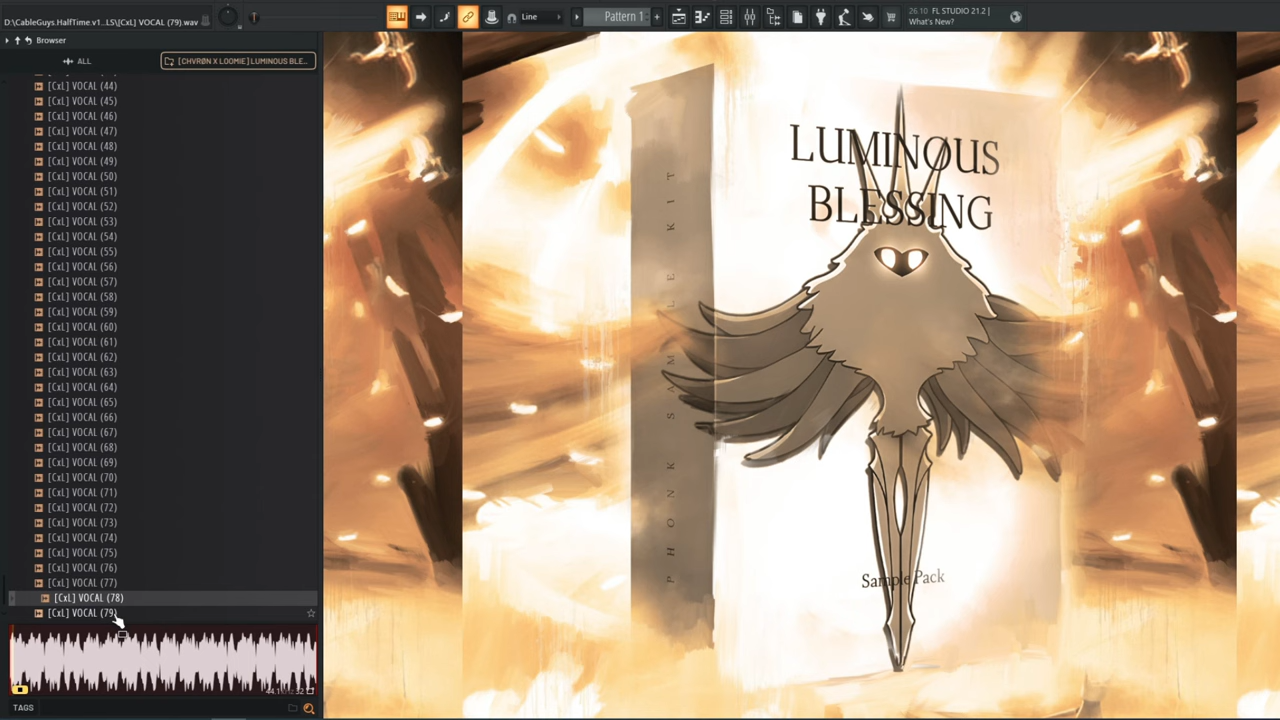 D:\CableGuys.HalfTime.v1...LS\[CxL] VOCAL (79).wav
Line
Pattern 1
26.10 FL STUDIO 21.2 |
What's New?
Browser
ALL
[CHVRØN X LOOMIE] LUMINOUS BLE...
[CxL] VOCAL (44)
[CxL] VOCAL (45)
[CxL] VOCAL (46)
[CxL] VOCAL (47)
[CxL] VOCAL (48)
[CxL] VOCAL (49)
[CxL] VOCAL (50)
[CxL] VOCAL (51)
[CxL] VOCAL (52)
[CxL] VOCAL (53)
[CxL] VOCAL (54)
[CxL] VOCAL (55)
[CxL] VOCAL (56)
[CxL] VOCAL (57)
[CxL] VOCAL (58)
[CxL] VOCAL (59)
[CxL] VOCAL (60)
[CxL] VOCAL (61)
[CxL] VOCAL (62)
[CxL] VOCAL (63)
[CxL] VOCAL (64)
[CxL] VOCAL (65)
[CxL] VOCAL (66)
[CxL] VOCAL (67)
[CxL] VOCAL (68)
[CxL] VOCAL (69)
[CxL] VOCAL (70)
[CxL] VOCAL (71)
[CxL] VOCAL (72)
[CxL] VOCAL (73)
[CxL] VOCAL (74)
[CxL] VOCAL (75)
[CxL] VOCAL (76)
[CxL] VOCAL (77)
[CxL] VOCAL (78)
[CxL] VOCAL (79)
TAGS
PHONK SAMPLE KIT
LUMINOUS
BLESSING
Sample Pack